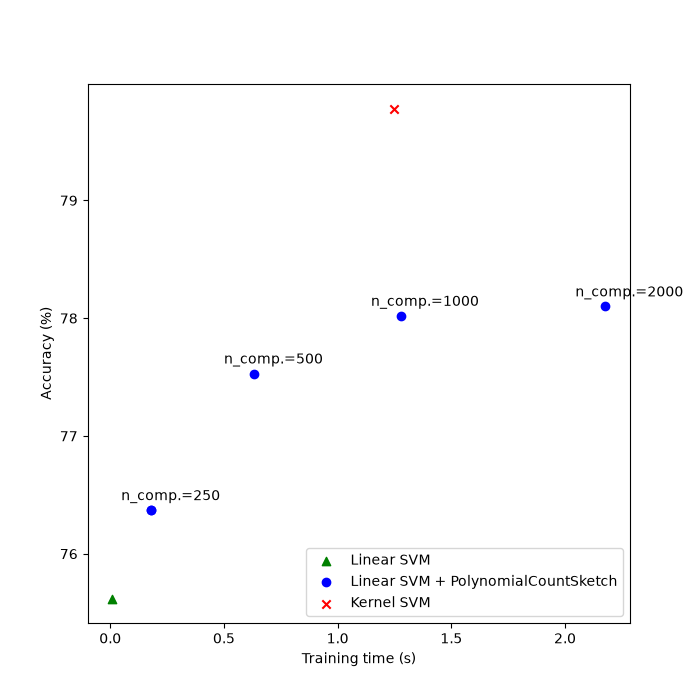 79
78
77
76
Accuracy (%)
n_comp.=2000
n_comp.=1000
n_comp.=500
n_comp.=250
Linear SVM
Linear SVM + PolynomialCountSketch
Kernel SVM
0.0 0.5 1.0 1.5 2.0
Training time (s)